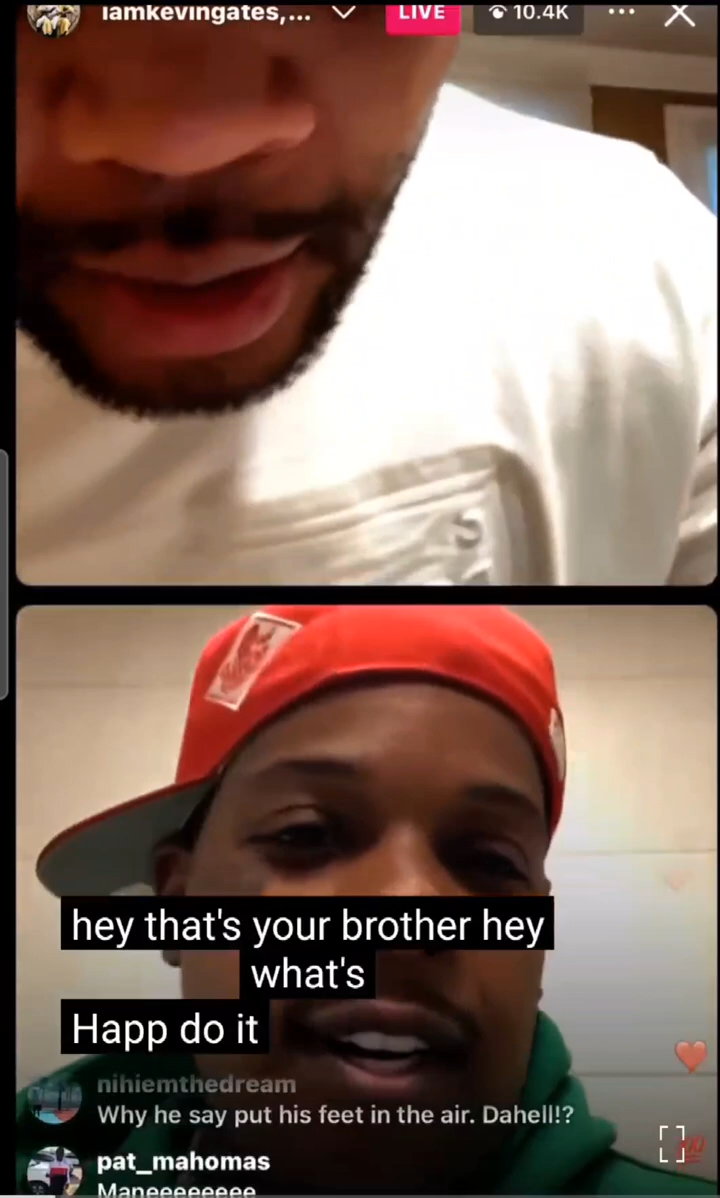 iamkevingates,...
LIVE
10.4K
hey that's your brother hey
what's
Happ do it
nihiemthedream
Why he say put his feet in the air. Dahell!?
pat_mahomas
Maneeeeeeee